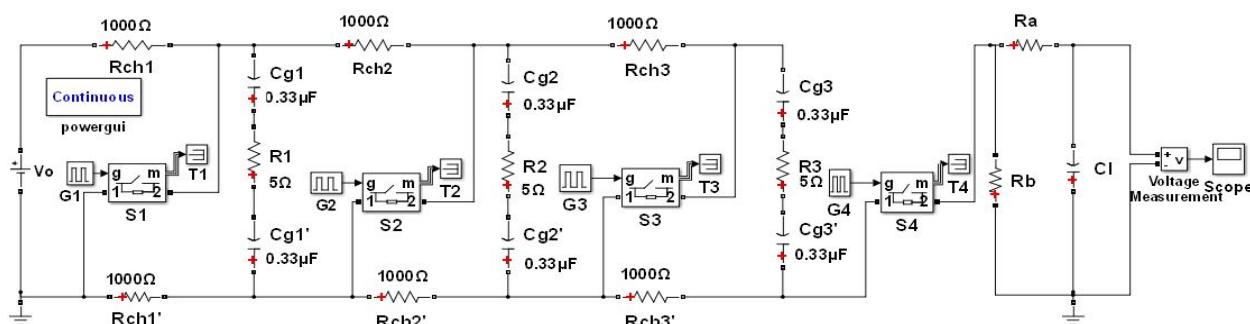 1000Ω
Rch1
1000Ω
Rch2
1000Ω
Rch3
Ra
Continuous
powergui
Cg1
0.33µF
Cg2
0.33µF
Cg3
0.33µF
+
Vo
G1
g m
1 2
S1
T1
R1
5Ω
G2
g m
1 2
S2
T2
R2
5Ω
G3
g m
1 2
S3
T3
R3
5Ω
G4
g m
1 2
S4
T4
Rb
Cl
+
-
v
Voltage
Measurement
Scope
Cg1'
0.33µF
Cg2'
0.33µF
Cg3'
0.33µF
1000Ω
Rch1'
1000Ω
Rch2'
1000Ω
Rch3'